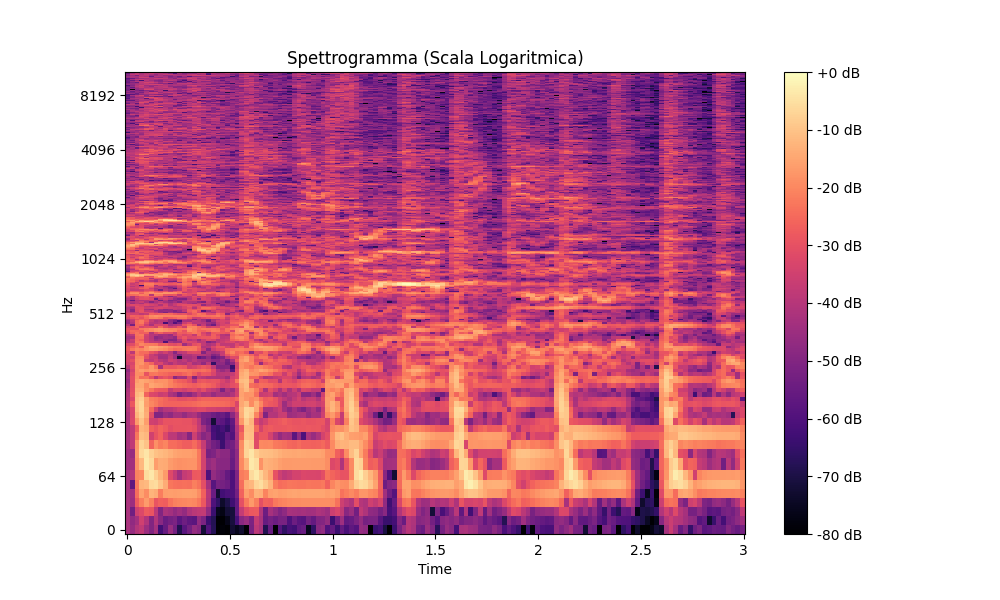 Spettrogramma (Scala Logaritmica)
Hz
8192
4096
2048
1024
512
256
128
64
0
0
0.5
1
1.5
2
2.5
3
Time
+0 dB
-10 dB
-20 dB
-30 dB
-40 dB
-50 dB
-60 dB
-70 dB
-80 dB